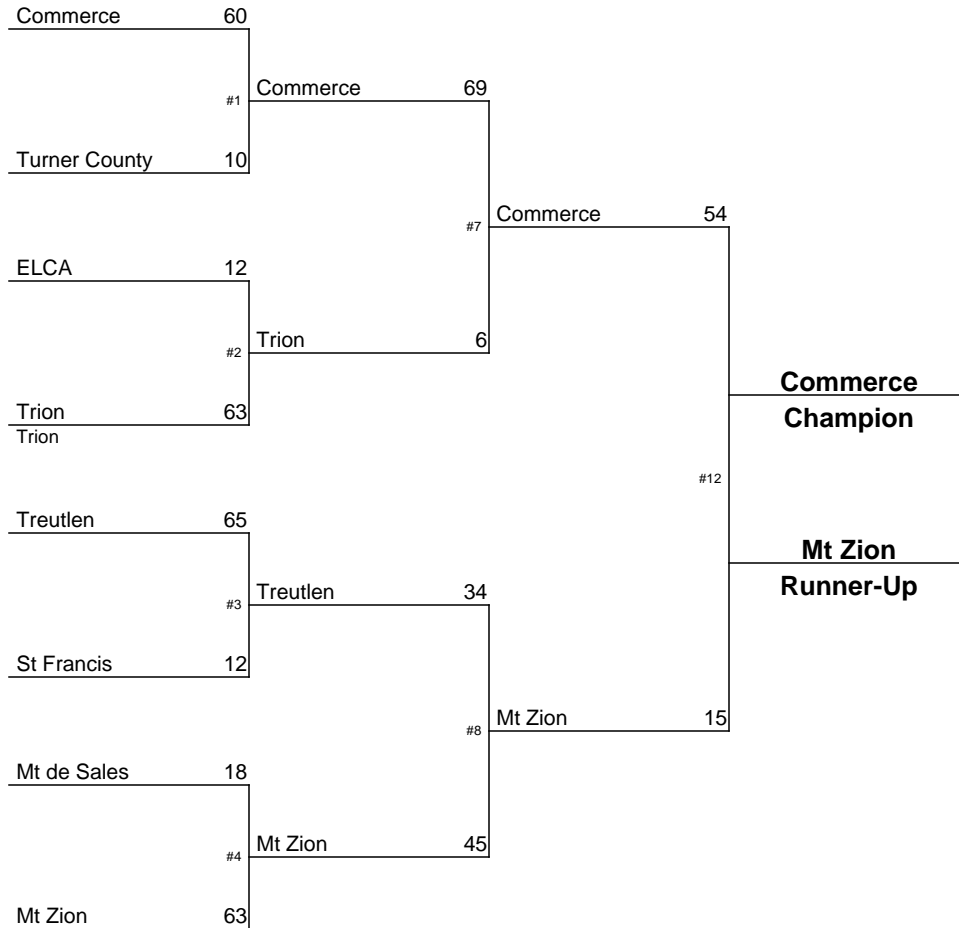 Commerce 60
Commerce 69
#1
Turner County 10
Commerce 54
#7
ELCA 12
Trion 6
#2
Commerce
Trion 63
Champion
Trion
#12
Treutlen 65
Mt Zion
Runner-Up
Treutlen 34
#3
St Francis 12
Mt Zion 15
#8
Mt de Sales 18
Mt Zion 45
#4
Mt Zion 63